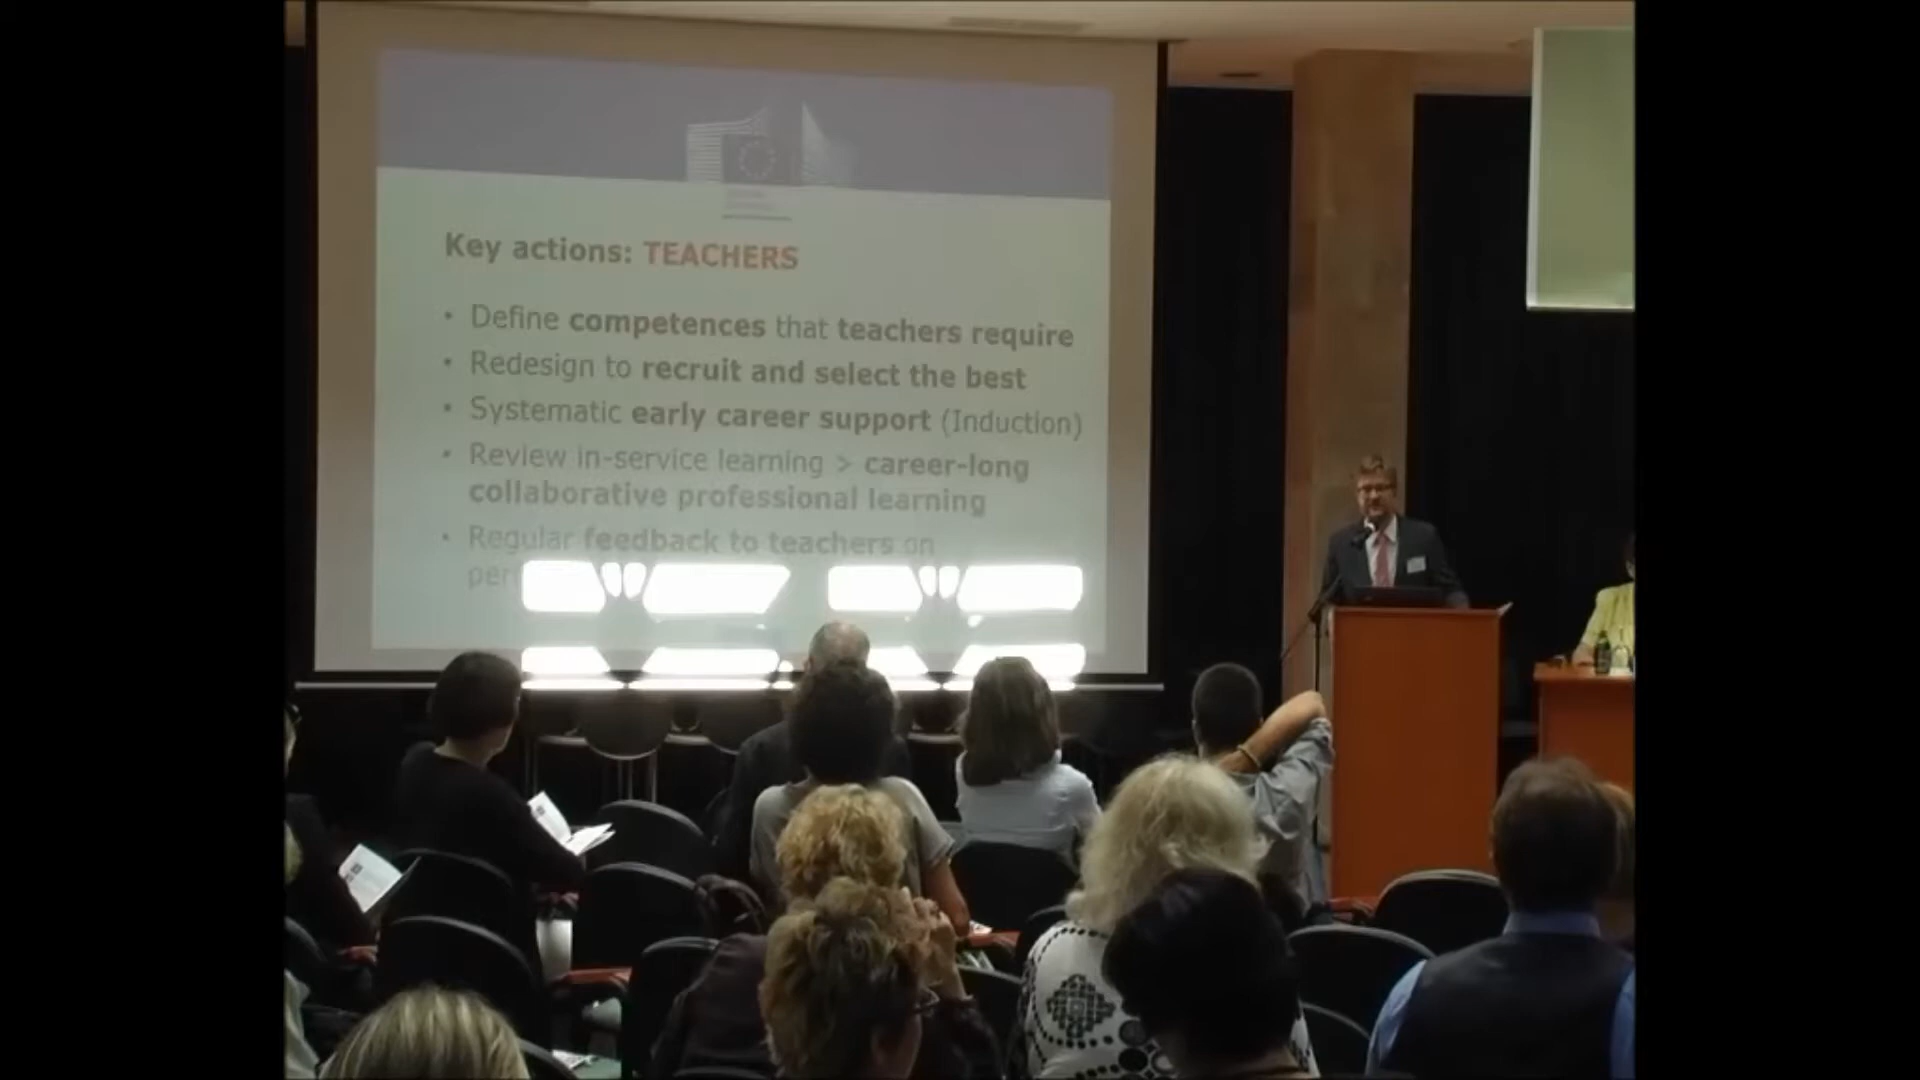 Key actions: TEACHERS
• Define competences that teachers require
• Redesign to recruit and select the best
• Systematic early career support (Induction)
• Review in-service learning > career-long
collaborative professional learning
• Regular feedback to teachers on